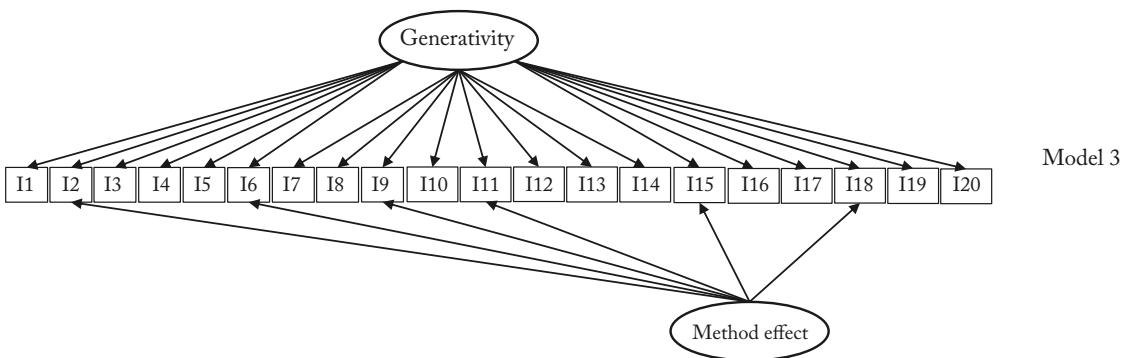 Generativity
Model 3
I1 I2 I3 I4 I5 I6 I7 I8 I9 I10 I11 I12 I13 I14 I15 I16 I17 I18 I19 I20
Method effect